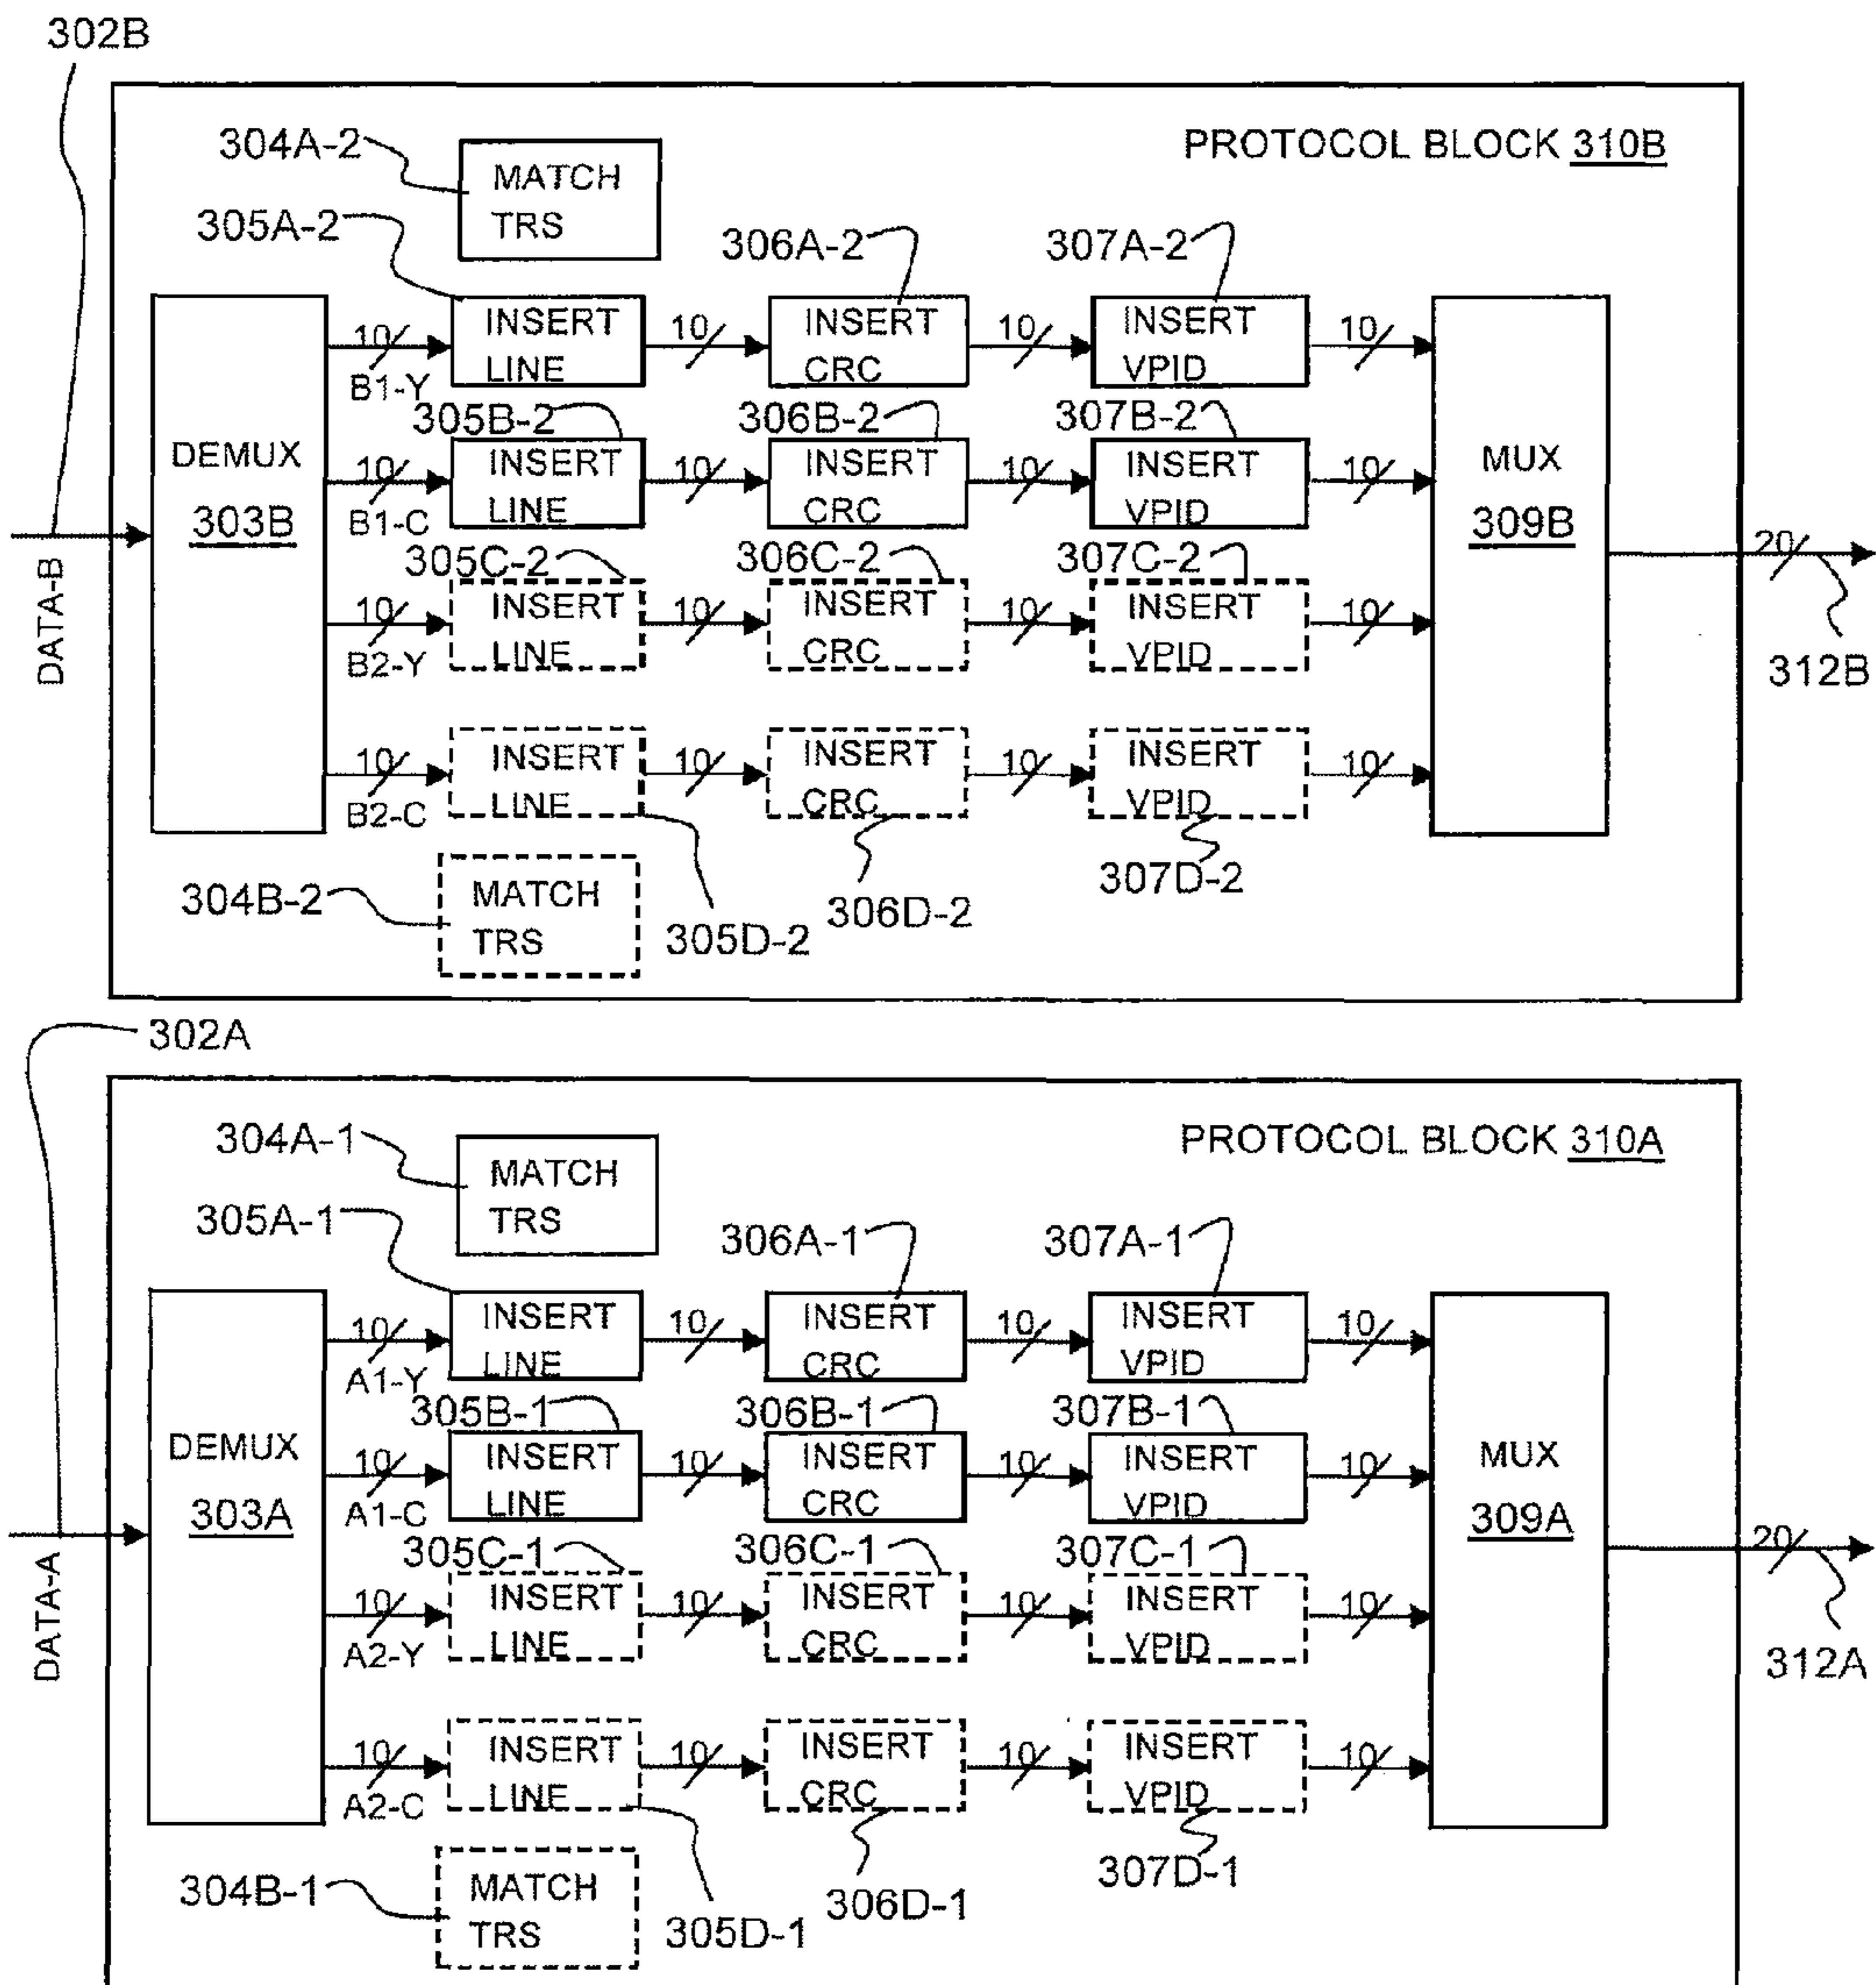 302B
PROTOCOL BLOCK 310B
304A-2
MATCH
TRS
305A-2
306A-2
307A-2
10
INSERT
LINE
10
INSERT
CRC
10
INSERT
VPID
10
B1-Y
305B-2
306B-2
307B-2
DEMUX
303B
10
INSERT
LINE
10
INSERT
CRC
10
INSERT
VPID
10
B1-C
MUX
309B
DATA-B
20
312B
305C-2
306C-2
307C-2
10
INSERT
LINE
10
INSERT
CRC
10
INSERT
VPID
10
B2-Y
10
INSERT
LINE
10
INSERT
CRC
10
INSERT
VPID
10
B2-C
304B-2
MATCH
TRS
305D-2
306D-2
307D-2
302A
PROTOCOL BLOCK 310A
304A-1
MATCH
TRS
305A-1
306A-1
307A-1
10
INSERT
LINE
10
INSERT
CRC
10
INSERT
VPID
10
A1-Y
305B-1
306B-1
307B-1
DEMUX
303A
10
INSERT
LINE
10
INSERT
CRC
10
INSERT
VPID
10
A1-C
MUX
309A
DATA-A
20
312A
305C-1
306C-1
307C-1
10
INSERT
LINE
10
INSERT
CRC
10
INSERT
VPID
10
A2-Y
10
INSERT
LINE
10
INSERT
CRC
10
INSERT
VPID
10
A2-C
304B-1
MATCH
TRS
305D-1
306D-1
307D-1